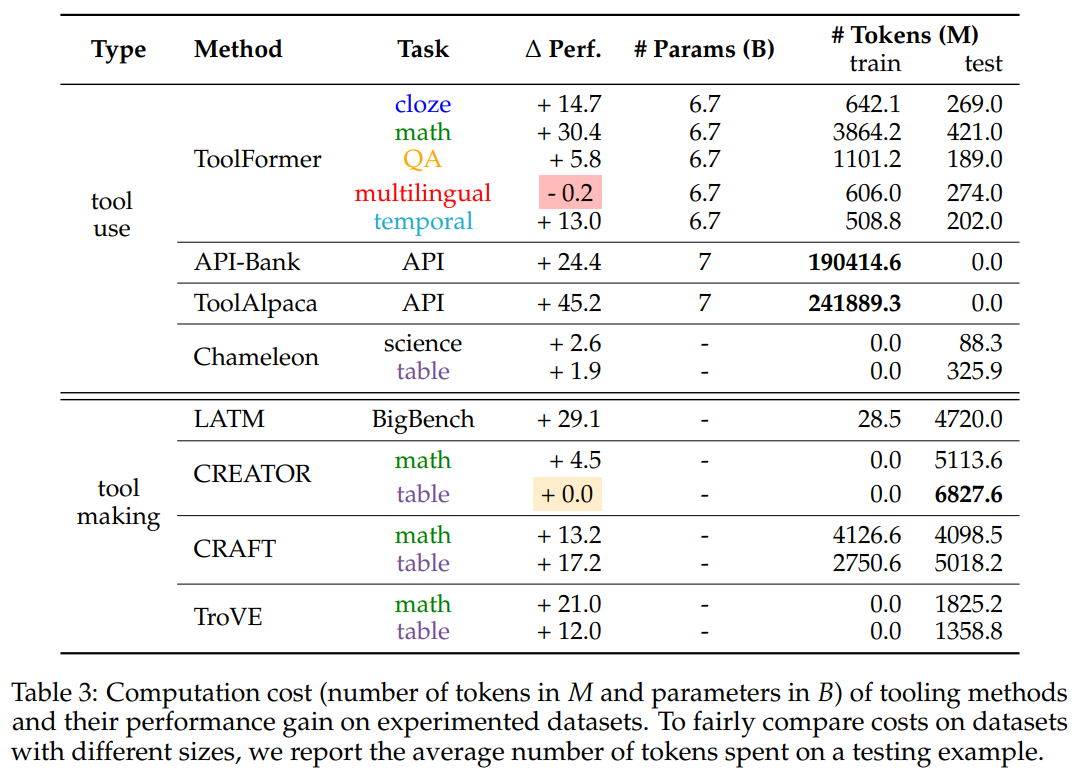 Type Method Task Δ Perf. # Params (B) # Tokens (M)
train test
cloze + 14.7 6.7 642.1 269.0
math + 30.4 6.7 3864.2 421.0
ToolFormer QA + 5.8 6.7 1101.2 189.0
multilingual - 0.2 6.7 606.0 274.0
temporal + 13.0 6.7 508.8 202.0
tool
use
API-Bank API + 24.4 7 190414.6 0.0
ToolAlpaca API + 45.2 7 241889.3 0.0
Chameleon
science + 2.6 - 0.0 88.3
table + 1.9 - 0.0 325.9
LATM BigBench + 29.1 - 28.5 4720.0
CREATOR
math + 4.5 - 0.0 5113.6
table + 0.0 - 0.0 6827.6
tool
making
CRAFT
math + 13.2 - 4126.6 4098.5
table + 17.2 - 2750.6 5018.2
TroVE
math + 21.0 - 0.0 1825.2
table + 12.0 - 0.0 1358.8
Table 3: Computation cost (number of tokens in M and parameters in B) of tooling methods
and their performance gain on experimented datasets. To fairly compare costs on datasets
with different sizes, we report the average number of tokens spent on a testing example.